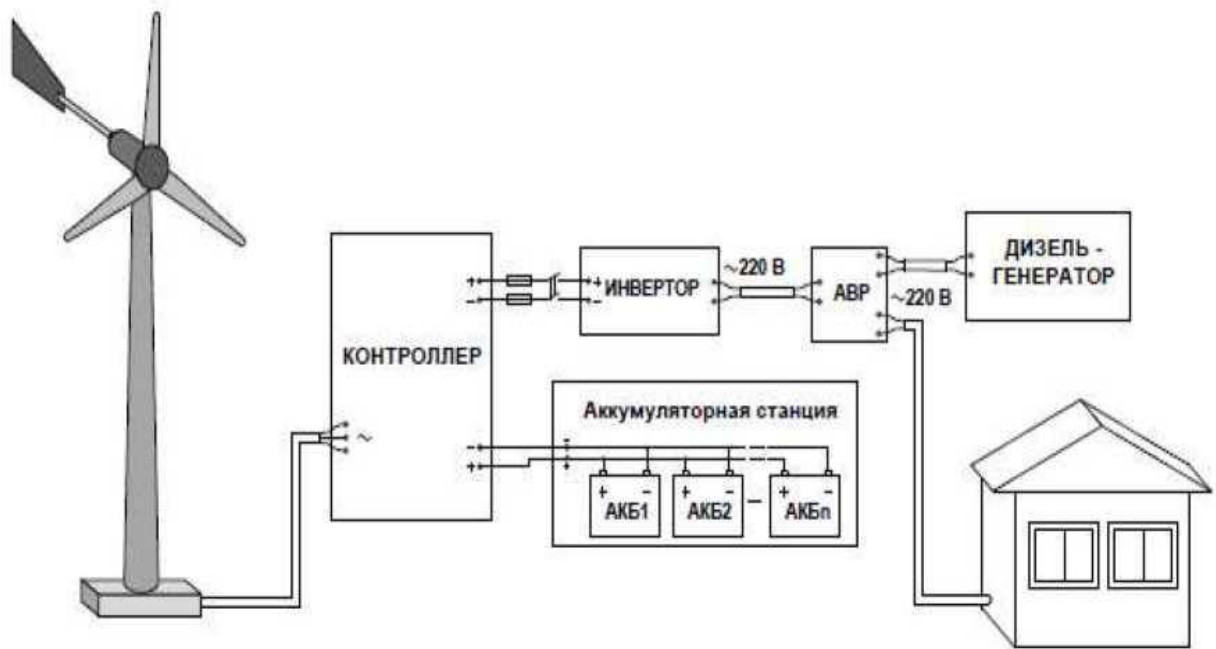 КОНТРОЛЛЕР
~
+
-
-
+
+
-
ИНВЕРТОР
~220 В
АВР
~220 В
ДИЗЕЛЬ -
ГЕНЕРАТОР
Аккумуляторная станция
-
+
+ -
АКБ1
+ -
АКБ2
–
+ -
АКБn